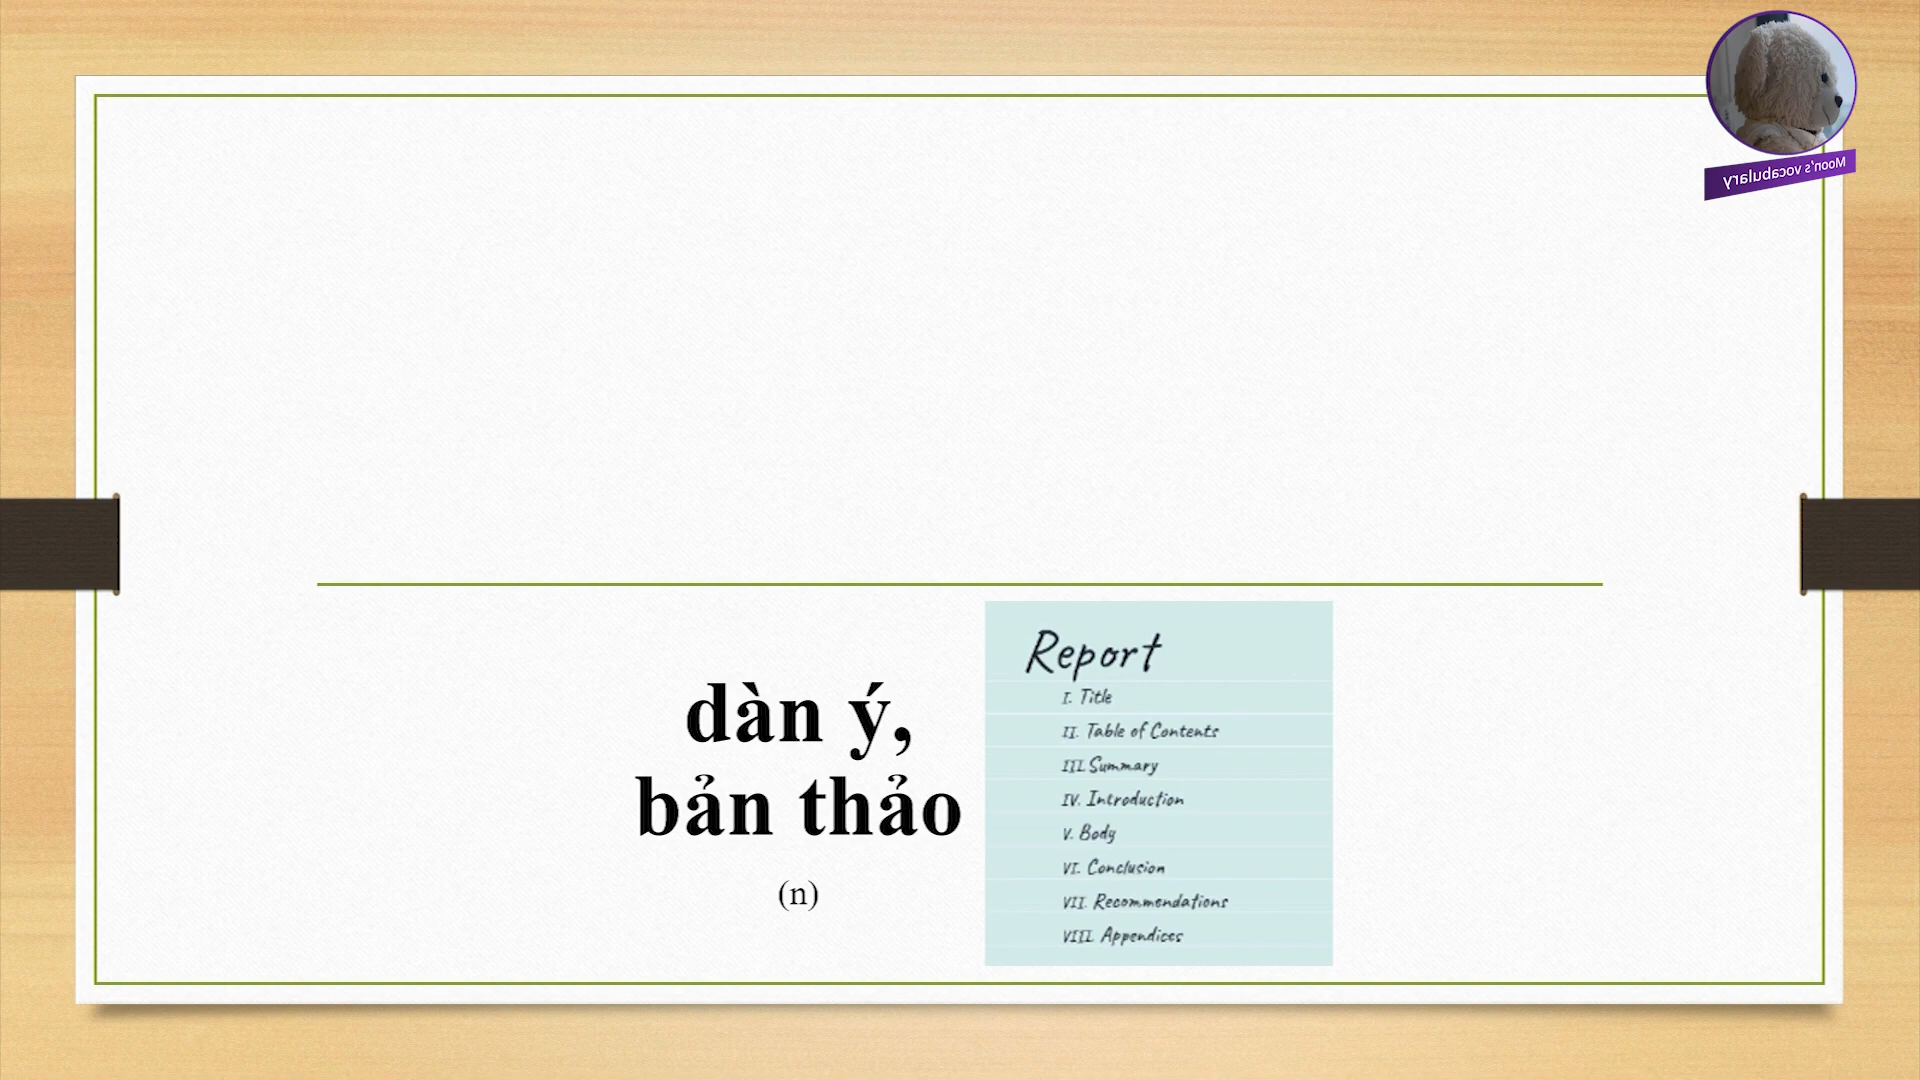 Moon's vocabulary
dàn ý,
bản thảo
(n)
Report
I. Title
II. Table of Contents
III. Summary
IV. Introduction
V. Body
VI. Conclusion
VII. Recommendations
VIII. Appendices